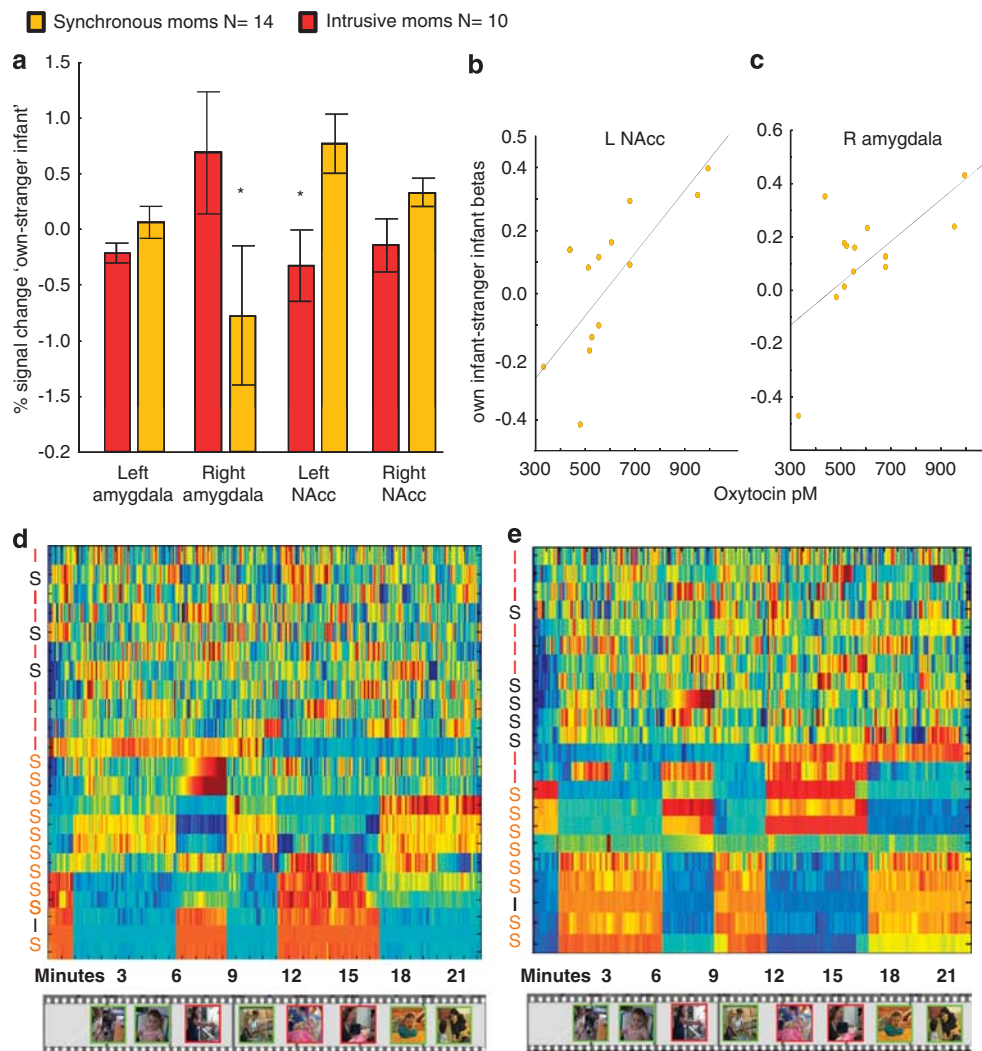 Synchronous moms N= 14 Intrusive moms N= 10
a
% signal change 'own-stranger infant'
1.5
1.0
0.5
0.0
-0.5
1.0
1.5
-0.2
Left amygdala
Right amygdala
Left NAcc
Right NAcc
*
*
b
L NAcc
own infant-stranger infant betas
0.5
0.4
0.2
0.0
-0.2
-0.4
300 500 700 900
c
R amygdala
0.6
0.4
0.2
0.0
-0.2
-0.4
300 500 700 900
Oxytocin pM
d
I
S
I
I
S
I
S
I
I
I
I
S
S
S
S
S
S
S
S
S
I
S
Minutes 3 6 9 12 15 18 21
e
I
I
I
S
I
I
I
S
S
S
S
I
I
S
S
S
S
S
S
I
S
S
Minutes 3 6 9 12 15 18 21